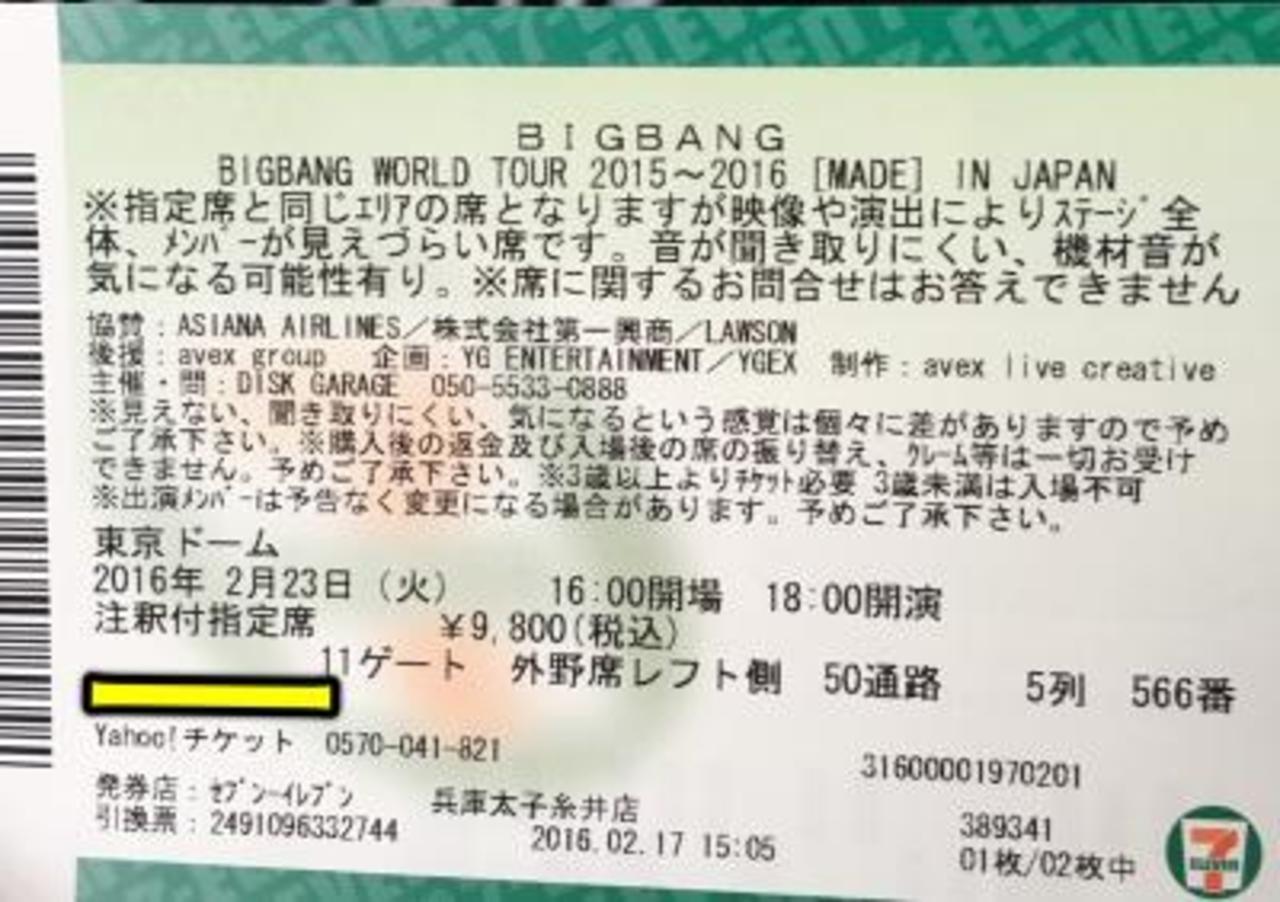 BIGBANG
BIGBANG WORLD TOUR 2015～2016 [MADE] IN JAPAN
※指定席と同じｴﾘｱの席となりますが映像や演出によりｽﾃｰｼﾞ全
体、ﾒﾝﾊﾞｰが見えづらい席です。音が聞き取りにくい、機材音が
気になる可能性有り。※席に関するお問合せはお答えできません
協賛：ASIANA AIRLINES／株式会社第一興商／LAWSON
後援：avex group 企画：YG ENTERTAINMENT／YGEX 制作：avex live creative
主催・問：DISK GARAGE 050-5533-0888
※見えない、聞き取りにくい、気になるという感覚は個々に差がありますので予め
ご了承下さい。※購入後の返金及び入場後の席の振り替え、ｸﾚｰﾑ等は一切お受け
できません。予めご了承下さい。※3歳以上よりﾁｹｯﾄ必要 3歳未満は入場不可
※出演ﾒﾝﾊﾞｰは予告なく変更になる場合があります。予めご了承下さい。
東京ドーム
2016年 2月23日（火） 16:00開場 18:00開演
注釈付指定席 ¥9,800(税込)
11ゲート 外野席レフト側 50通路 5列 566番
Yahoo!チケット 0570-041-821
31600001970201
発券店：ｾﾌﾞﾝ-ｲﾚﾌﾞﾝ 兵庫太子糸井店
引換票：2491096332744 2016.02.17 15:05
389341
01枚/02枚中
7 ELEVEN